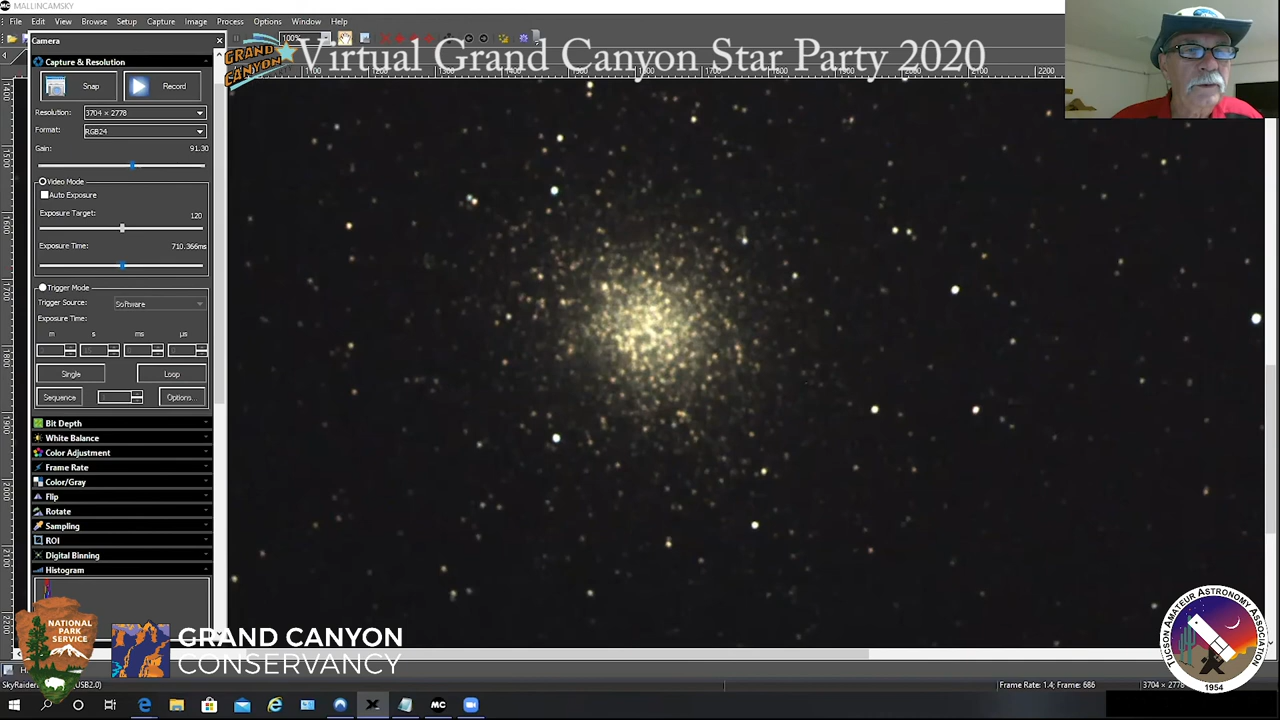 MALLINCAMSKY
File View Browse Setup Capture Image Process Options Window Help
Camera
100%
Virtual Grand Canyon Star Party 2020
GRAND CANYON
Capture & Resolution
Snap Record
Resolution: 3704 × 2778
Format: RGB24
Gain: 91.30
Video Mode
Auto Exposure
Exposure Target: 120
Exposure Time: 710.366ms
Trigger Mode
Trigger Source: Software
Exposure Time:
m s ms µs
Single Loop
Sequence Options...
Bit Depth
White Balance
Color Adjustment
Frame Rate
Color/Gray
Flip
Rotate
Sampling
ROI
Digital Binning
Histogram
NATIONAL PARK SERVICE
GRAND CANYON
CONSERVANCY
TUCSON AMATEUR ASTRONOMY ASSOCIATION
1954
Frame Rate: 1.4; Frame: 686
3704 × 2778